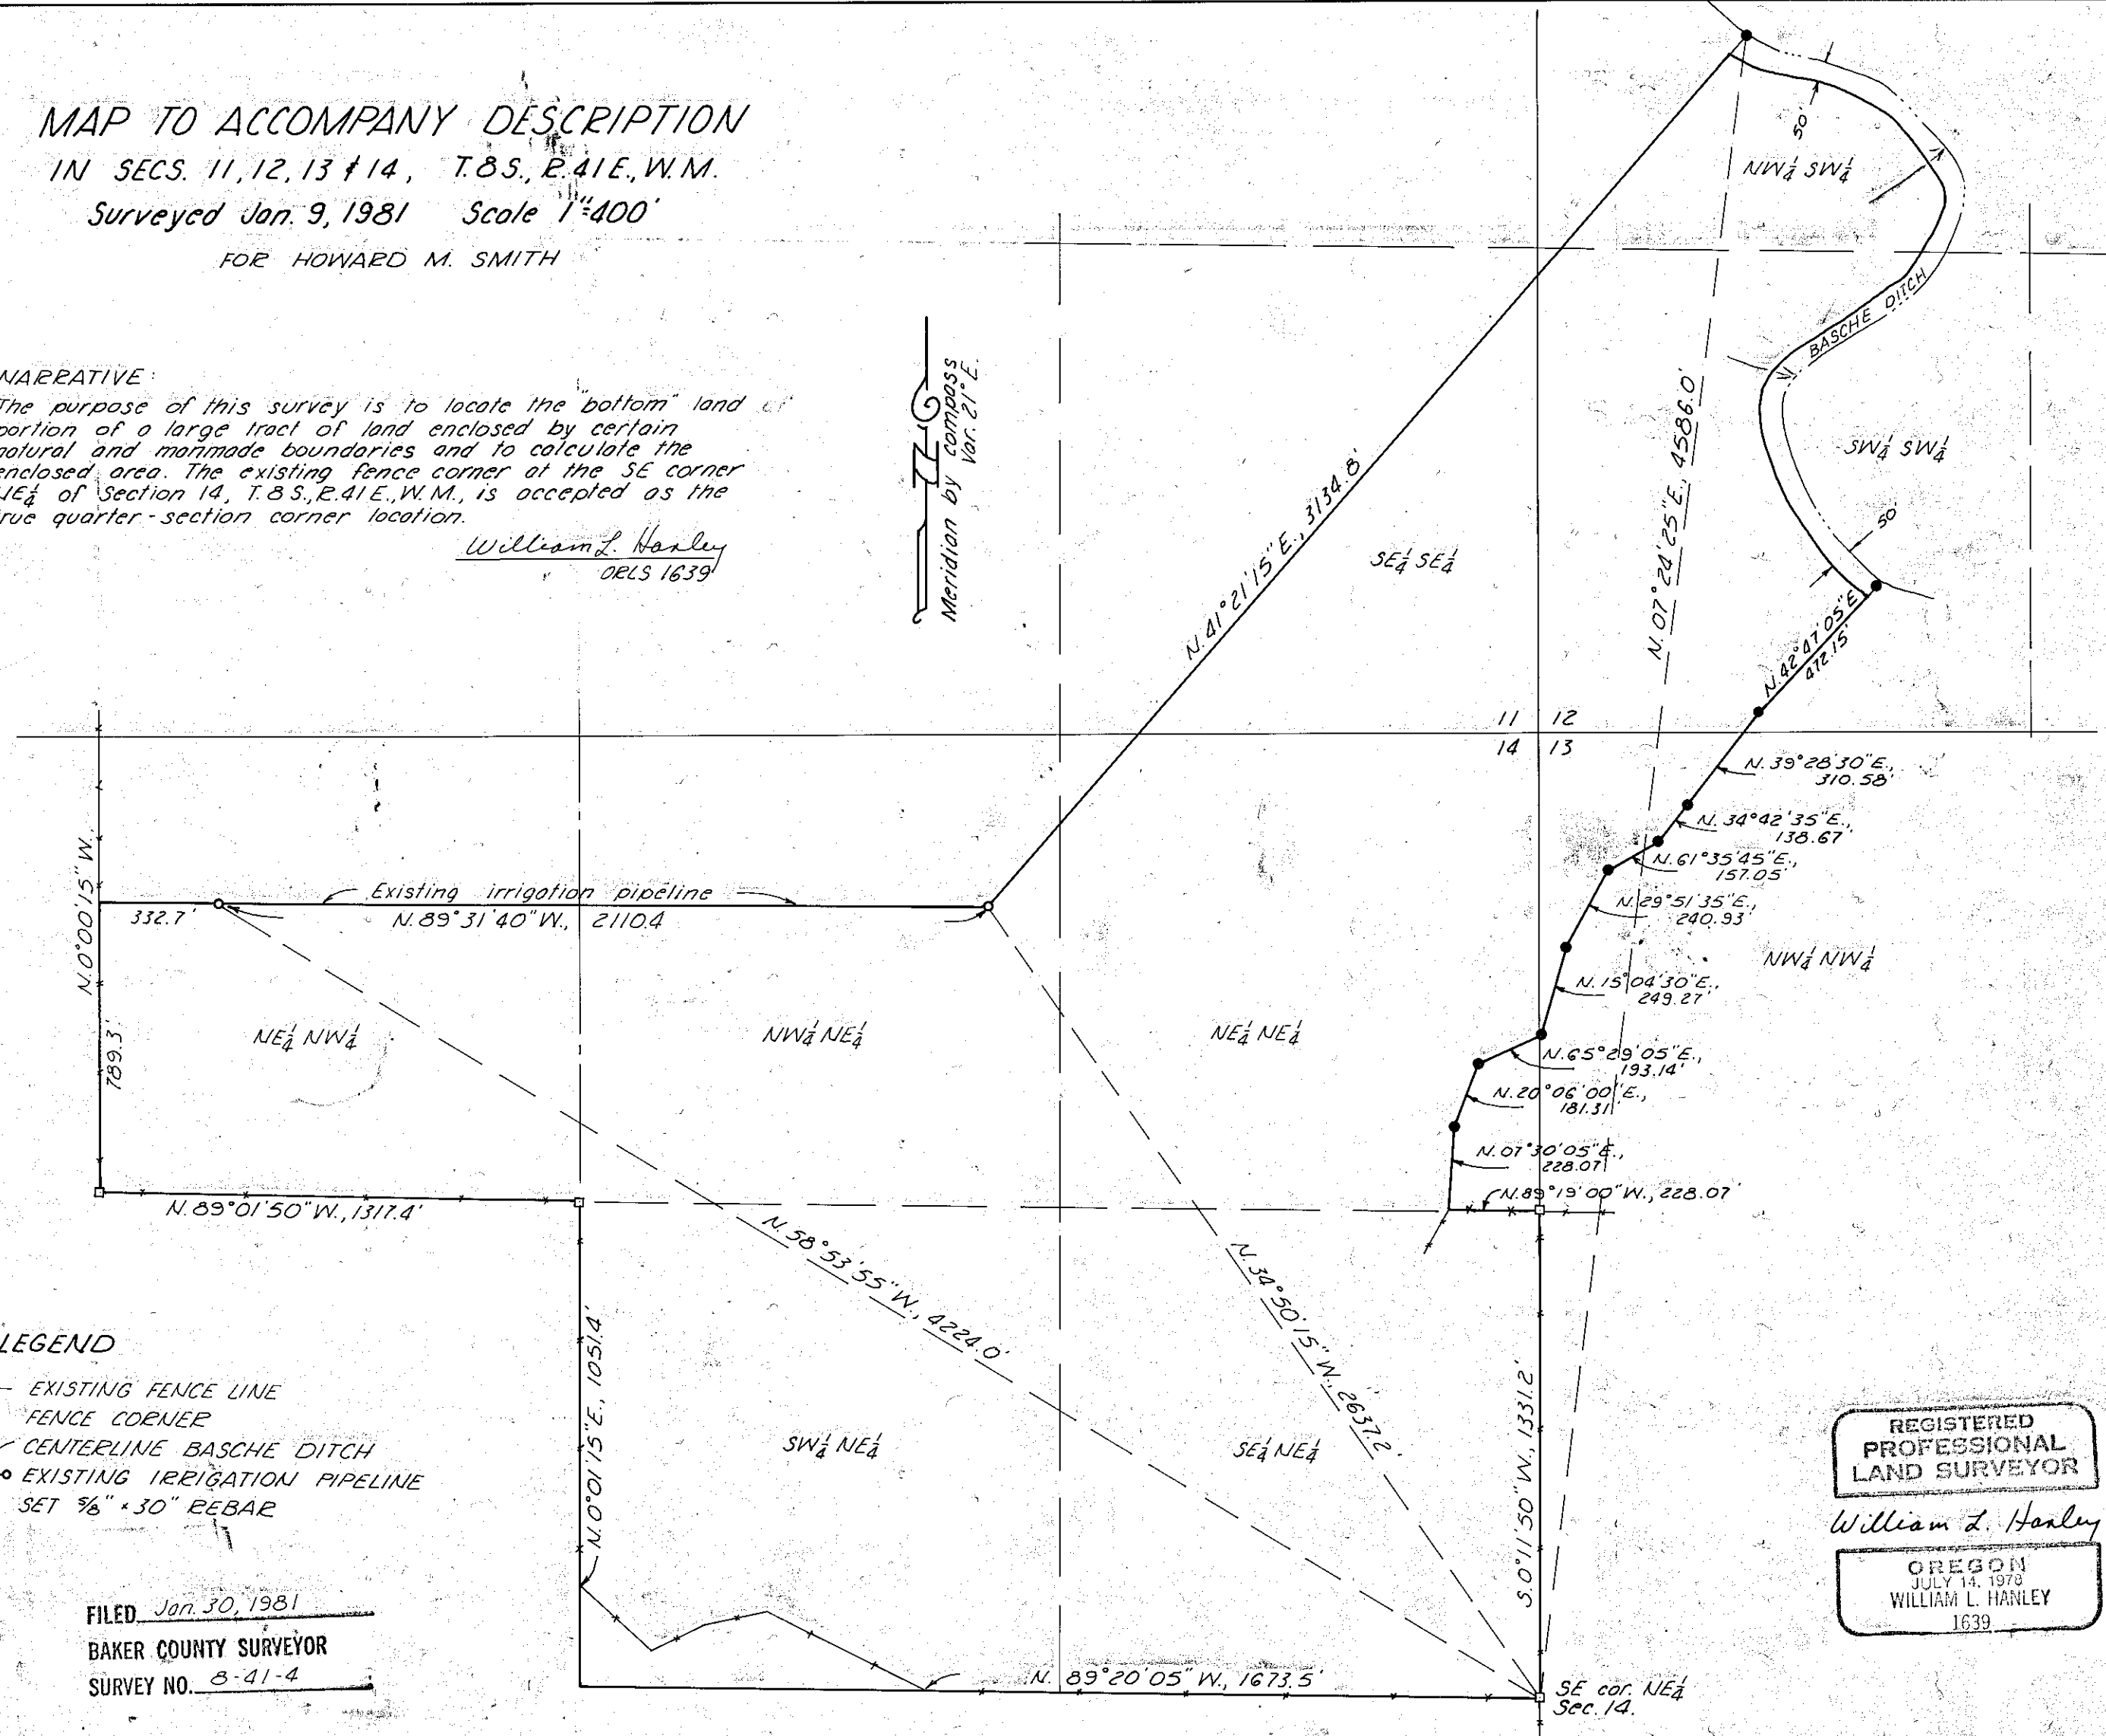 MAP TO ACCOMPANY DESCRIPTION
IN SECS. 11, 12, 13 & 14, T.8S., R.41E., W.M.
Surveyed Jan. 9, 1981 Scale 1"=400'
FOR HOWARD M. SMITH
NARRATIVE:
The purpose of this survey is to locate the "bottom" land of
portion of a large tract of land enclosed by certain
natural and manmade boundaries and to calculate the
enclosed area. The existing fence corner at the SE corner
NE¼ of Section 14, T.8S., R.41E., W.M., is accepted as the
true quarter-section corner location.
William L. Hanley
ORLS 1639
Meridian by compass
Var. 21° E.
50'
NW¼ SW¼
BASCHE DITCH
SW¼ SW¼
50'
N.07°24'25"E., 4586.0'
N.41°21'15"E., 3134.8'
SE¼ SE¼
N.42°47'05"E
472.15'
11 12
14 13
N.39°28'30"E.,
310.58'
N.34°42'35"E.,
138.67'
N.61°35'45"E.,
157.05'
N.29°51'35"E.,
240.93'
NW¼ NW¼
N.15°04'30"E.,
249.27'
N.65°29'05"E.,
193.14'
N.20°06'00"E.,
181.31'
N.07°30'05"E.,
228.07'
N.89°19'00"W., 228.07'
N.0°00'15"W.,
789.3'
332.7'
Existing irrigation pipeline
N.89°31'40"W., 2110.4
NE¼ NW¼
NW¼ NE¼
NE¼ NE¼
N.89°01'50"W., 1317.4'
N.58°53'55"W., 4224.0'
N.34°50'15"W., 2637.2'
N.0°01'15"E., 1051.4'
SW¼ NE¼
SE¼ NE¼
S.0°11'50"W., 1331.2'
N. 89°20'05"W., 1673.5'
SE cor. NE¼
Sec. 14.
LEGEND
EXISTING FENCE LINE
FENCE CORNER
CENTERLINE BASCHE DITCH
EXISTING IRRIGATION PIPELINE
SET ⅝" x 30" REBAR
FILED Jan. 30, 1981
BAKER COUNTY SURVEYOR
SURVEY NO. 8-41-4
REGISTERED
PROFESSIONAL
LAND SURVEYOR
William L. Hanley
OREGON
JULY 14, 1978
WILLIAM L. HANLEY
1639